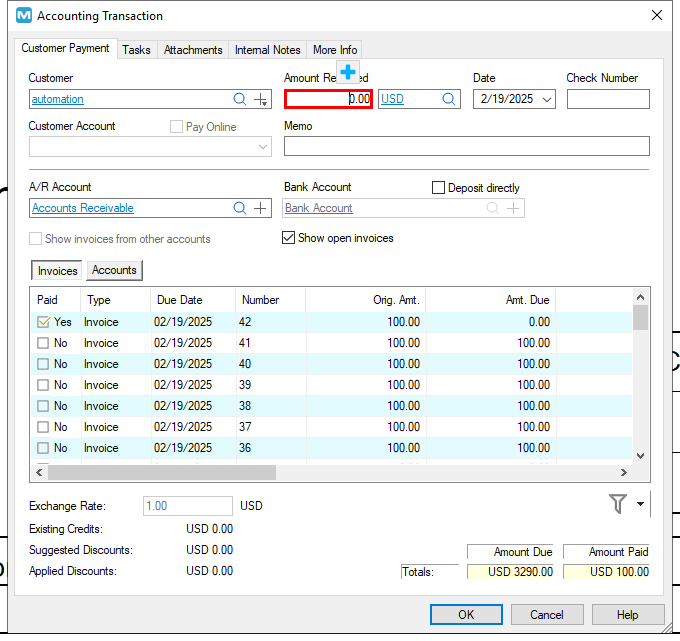 Accounting Transaction
Customer Payment Tasks Attachments Internal Notes More Info
Customer Amount Re ed Date Check Number
automation 0.00 USD 2/19/2025
Customer Account Pay Online Memo
A/R Account Bank Account Deposit directly
Accounts Receivable Bank Account
Show invoices from other accounts Show open invoices
Invoices Accounts
Paid Type Due Date Number Orig. Amt. Amt. Due
Yes Invoice 02/19/2025 42 100.00 0.00
No Invoice 02/19/2025 41 100.00 100.00
No Invoice 02/19/2025 40 100.00 100.00
No Invoice 02/19/2025 39 100.00 100.00
No Invoice 02/19/2025 38 100.00 100.00
No Invoice 02/19/2025 37 100.00 100.00
No Invoice 02/19/2025 36 100.00 100.00
Exchange Rate: 1.00 USD
Existing Credits: USD 0.00
Suggested Discounts: USD 0.00
Amount Due Amount Paid
Applied Discounts: USD 0.00 Totals: USD 3290.00 USD 100.00
OK Cancel Help